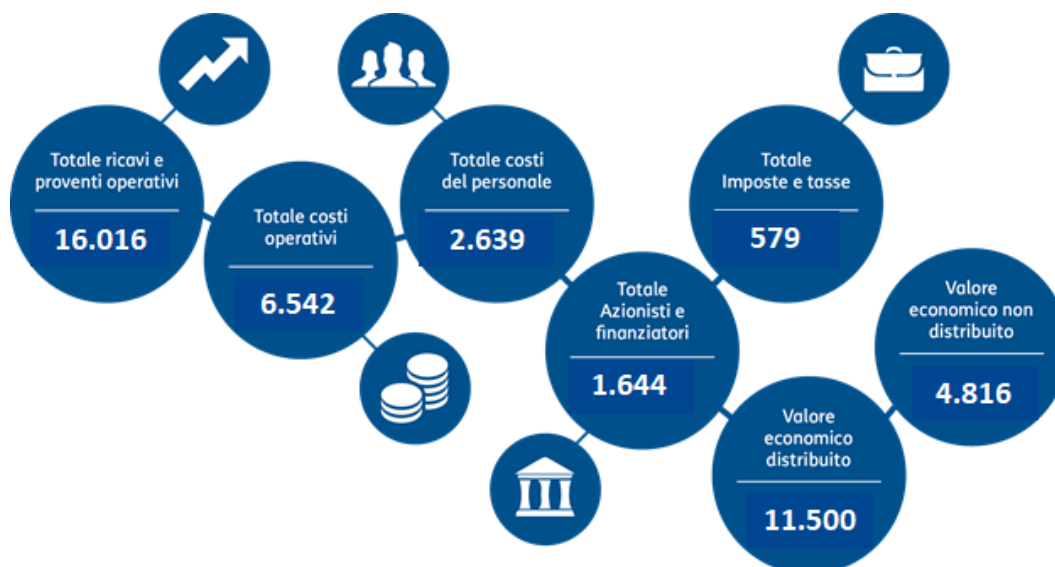 Totale ricavi e
proventi operativi
16.016
Totale costi
operativi
6.542
Totale costi
del personale
2.639
Totale
Azionisti e
finanziatori
1.644
Totale
Imposte e tasse
579
Valore
economico
distribuito
11.500
Valore
economico non
distribuito
4.816